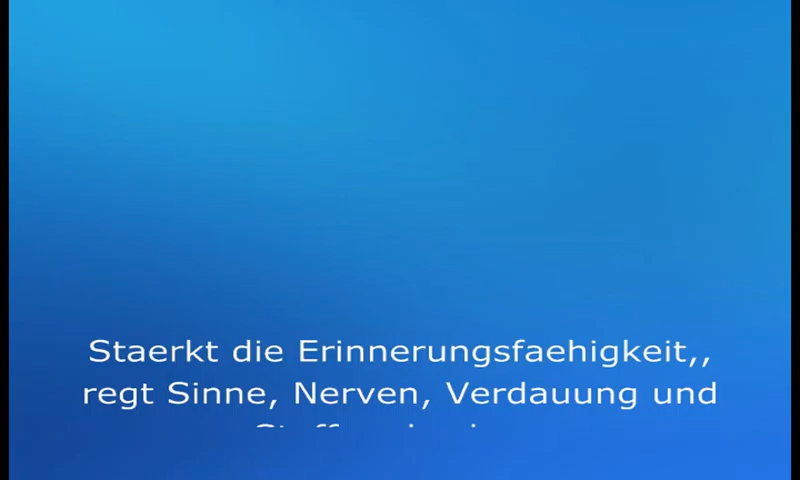 Staerkt die Erinnerungsfaehigkeit,,
regt Sinne, Nerven, Verdauung und